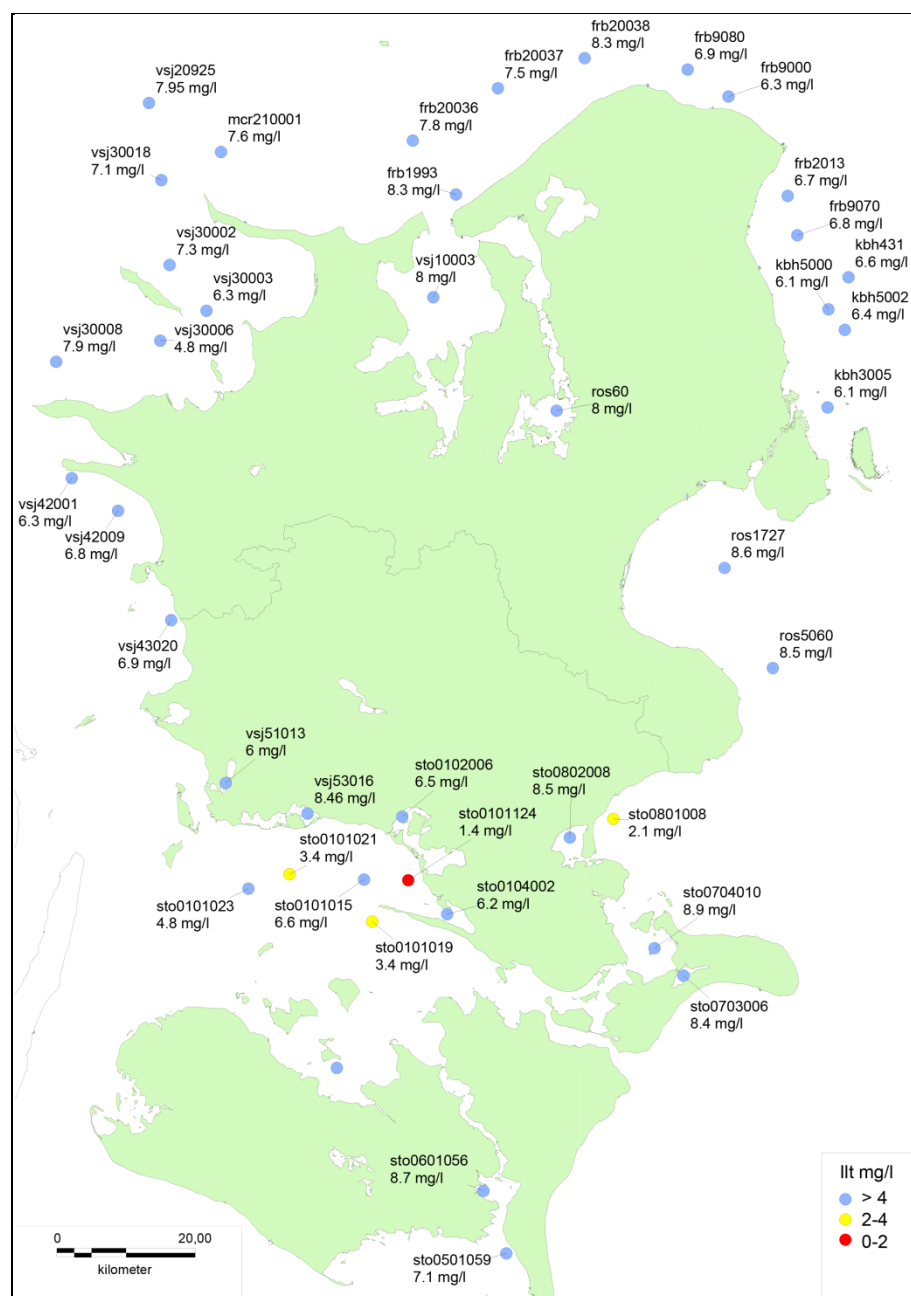 frb20038
8.3 mg/l
frb9080
6.9 mg/l
frb20037
7.5 mg/l
frb9000
6.3 mg/l
vsj20925
7.95 mg/l
mcr210001
7.6 mg/l
frb20036
7.8 mg/l
vsj30018
7.1 mg/l
frb1993
8.3 mg/l
frb2013
6.7 mg/l
frb9070
6.8 mg/l
vsj30002
7.3 mg/l
vsj10003
8 mg/l
kbh431
6.6 mg/l
kbh5000
6.1 mg/l
vsj30003
6.3 mg/l
kbh5002
6.4 mg/l
vsj30008
7.9 mg/l
vsj30006
4.8 mg/l
kbh3005
6.1 mg/l
ros60
8 mg/l
vsj42001
6.3 mg/l
vsj42009
6.8 mg/l
ros1727
8.6 mg/l
vsj43020
6.9 mg/l
ros5060
8.5 mg/l
vsj51013
6 mg/l
sto0102006
6.5 mg/l
sto0802008
8.5 mg/l
vsj53016
8.46 mg/l
sto0101124
1.4 mg/l
sto0801008
2.1 mg/l
sto0101021
3.4 mg/l
sto0104002
6.2 mg/l
sto0704010
8.9 mg/l
sto0101023
4.8 mg/l
sto0101015
6.6 mg/l
sto0101019
3.4 mg/l
sto0703006
8.4 mg/l
sto0601056
8.7 mg/l
sto0501059
7.1 mg/l
Ilt mg/l
> 4
2-4
0-2
0 20,00
kilometer